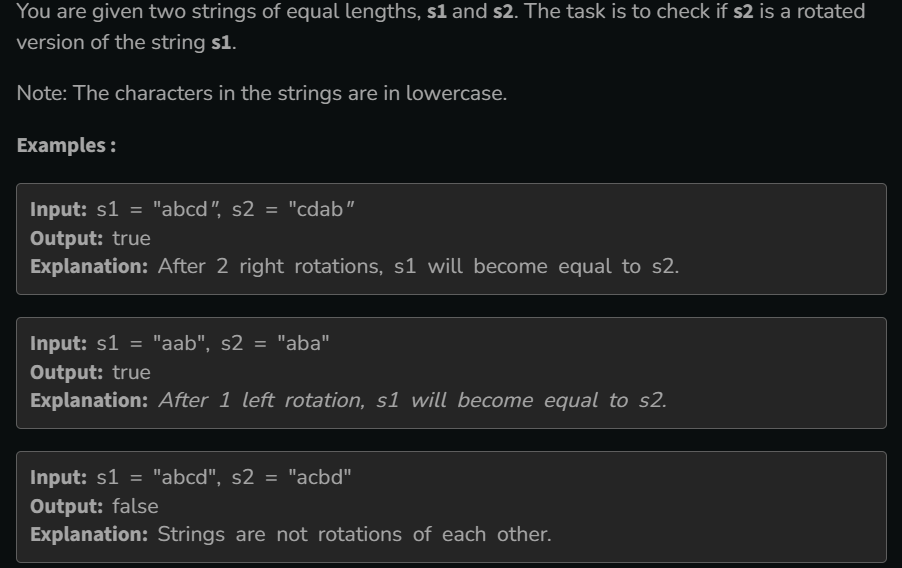 You are given two strings of equal lengths, s1 and s2. The task is to check if s2 is a rotated
version of the string s1.
Note: The characters in the strings are in lowercase.
Examples :
Input: s1 = "abcd", s2 = "cdab"
Output: true
Explanation: After 2 right rotations, s1 will become equal to s2.
Input: s1 = "aab", s2 = "aba"
Output: true
Explanation: After 1 left rotation, s1 will become equal to s2.
Input: s1 = "abcd", s2 = "acbd"
Output: false
Explanation: Strings are not rotations of each other.